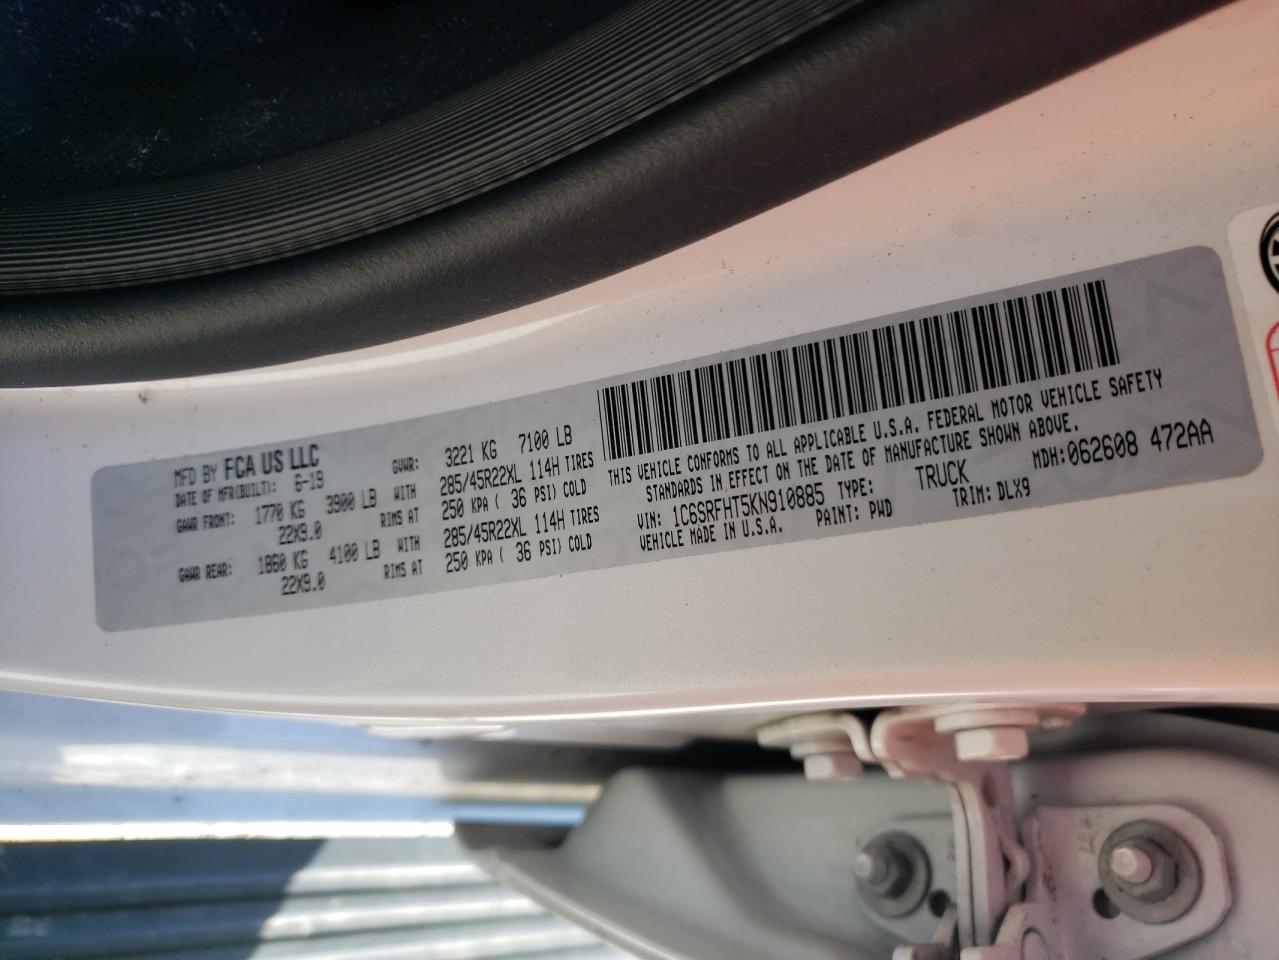 MFD BY FCA US LLC
DATE OF MFR(BUILT): 6-19 GVWR: 3221 KG 7100 LB
GAWR FRONT: 1770 KG 3900 LB WITH 285/45R22XL 114H TIRES
22X9.0 RIMS AT 250 KPA ( 36 PSI) COLD
GAWR REAR: 1860 KG 4100 LB WITH 285/45R22XL 114H TIRES
22X9.0 RIMS AT 250 KPA ( 36 PSI) COLD
THIS VEHICLE CONFORMS TO ALL APPLICABLE U.S.A. FEDERAL MOTOR VEHICLE SAFETY
STANDARDS IN EFFECT ON THE DATE OF MANUFACTURE SHOWN ABOVE.
VIN: 1C6SRFHT5KN910885 TYPE: TRUCK MDH: 062608 472AA
VEHICLE MADE IN U.S.A. PAINT: PWD TRIM: DLX9